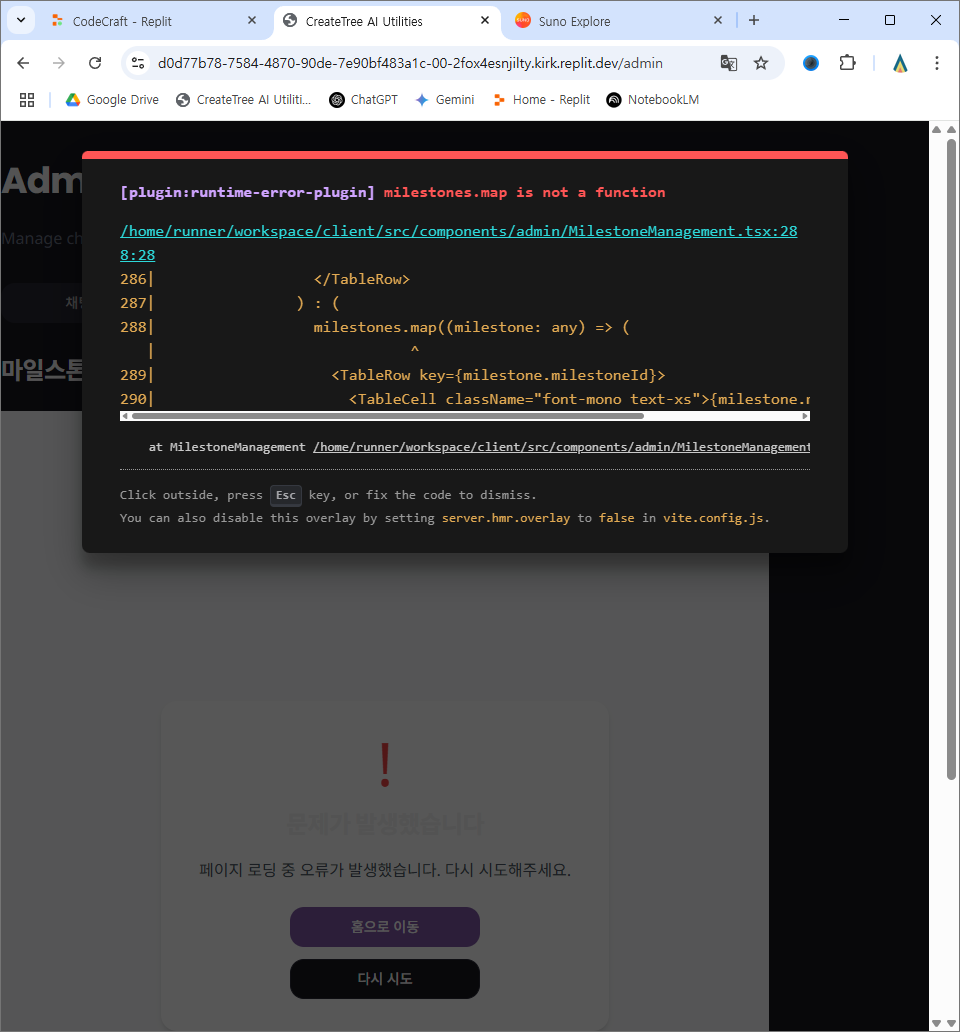 CodeCraft - Replit
CreateTree AI Utilities
Suno Explore
d0d77b78-7584-4870-90de-7e90bf483a1c-00-2fox4esnjilty.kirk.replit.dev/admin
Google Drive
CreateTree AI Utiliti...
ChatGPT
Gemini
Home - Replit
NotebookLM
Adm
Manage ch
마일스톤
[plugin:runtime-error-plugin] milestones.map is not a function
/home/runner/workspace/client/src/components/admin/MilestoneManagement.tsx:28
8:28
286| </TableRow>
287| ) : (
288| milestones.map((milestone: any) => (
| ^
289| <TableRow key={milestone.milestoneId}>
290| <TableCell className="font-mono text-xs">{milestone.
at MilestoneManagement /home/runner/workspace/client/src/components/admin/MilestoneManagement
Click outside, press Esc key, or fix the code to dismiss.
You can also disable this overlay by setting server.hmr.overlay to false in vite.config.js.
문제가 발생했습니다
페이지 로딩 중 오류가 발생했습니다. 다시 시도해주세요.
홈으로 이동
다시 시도